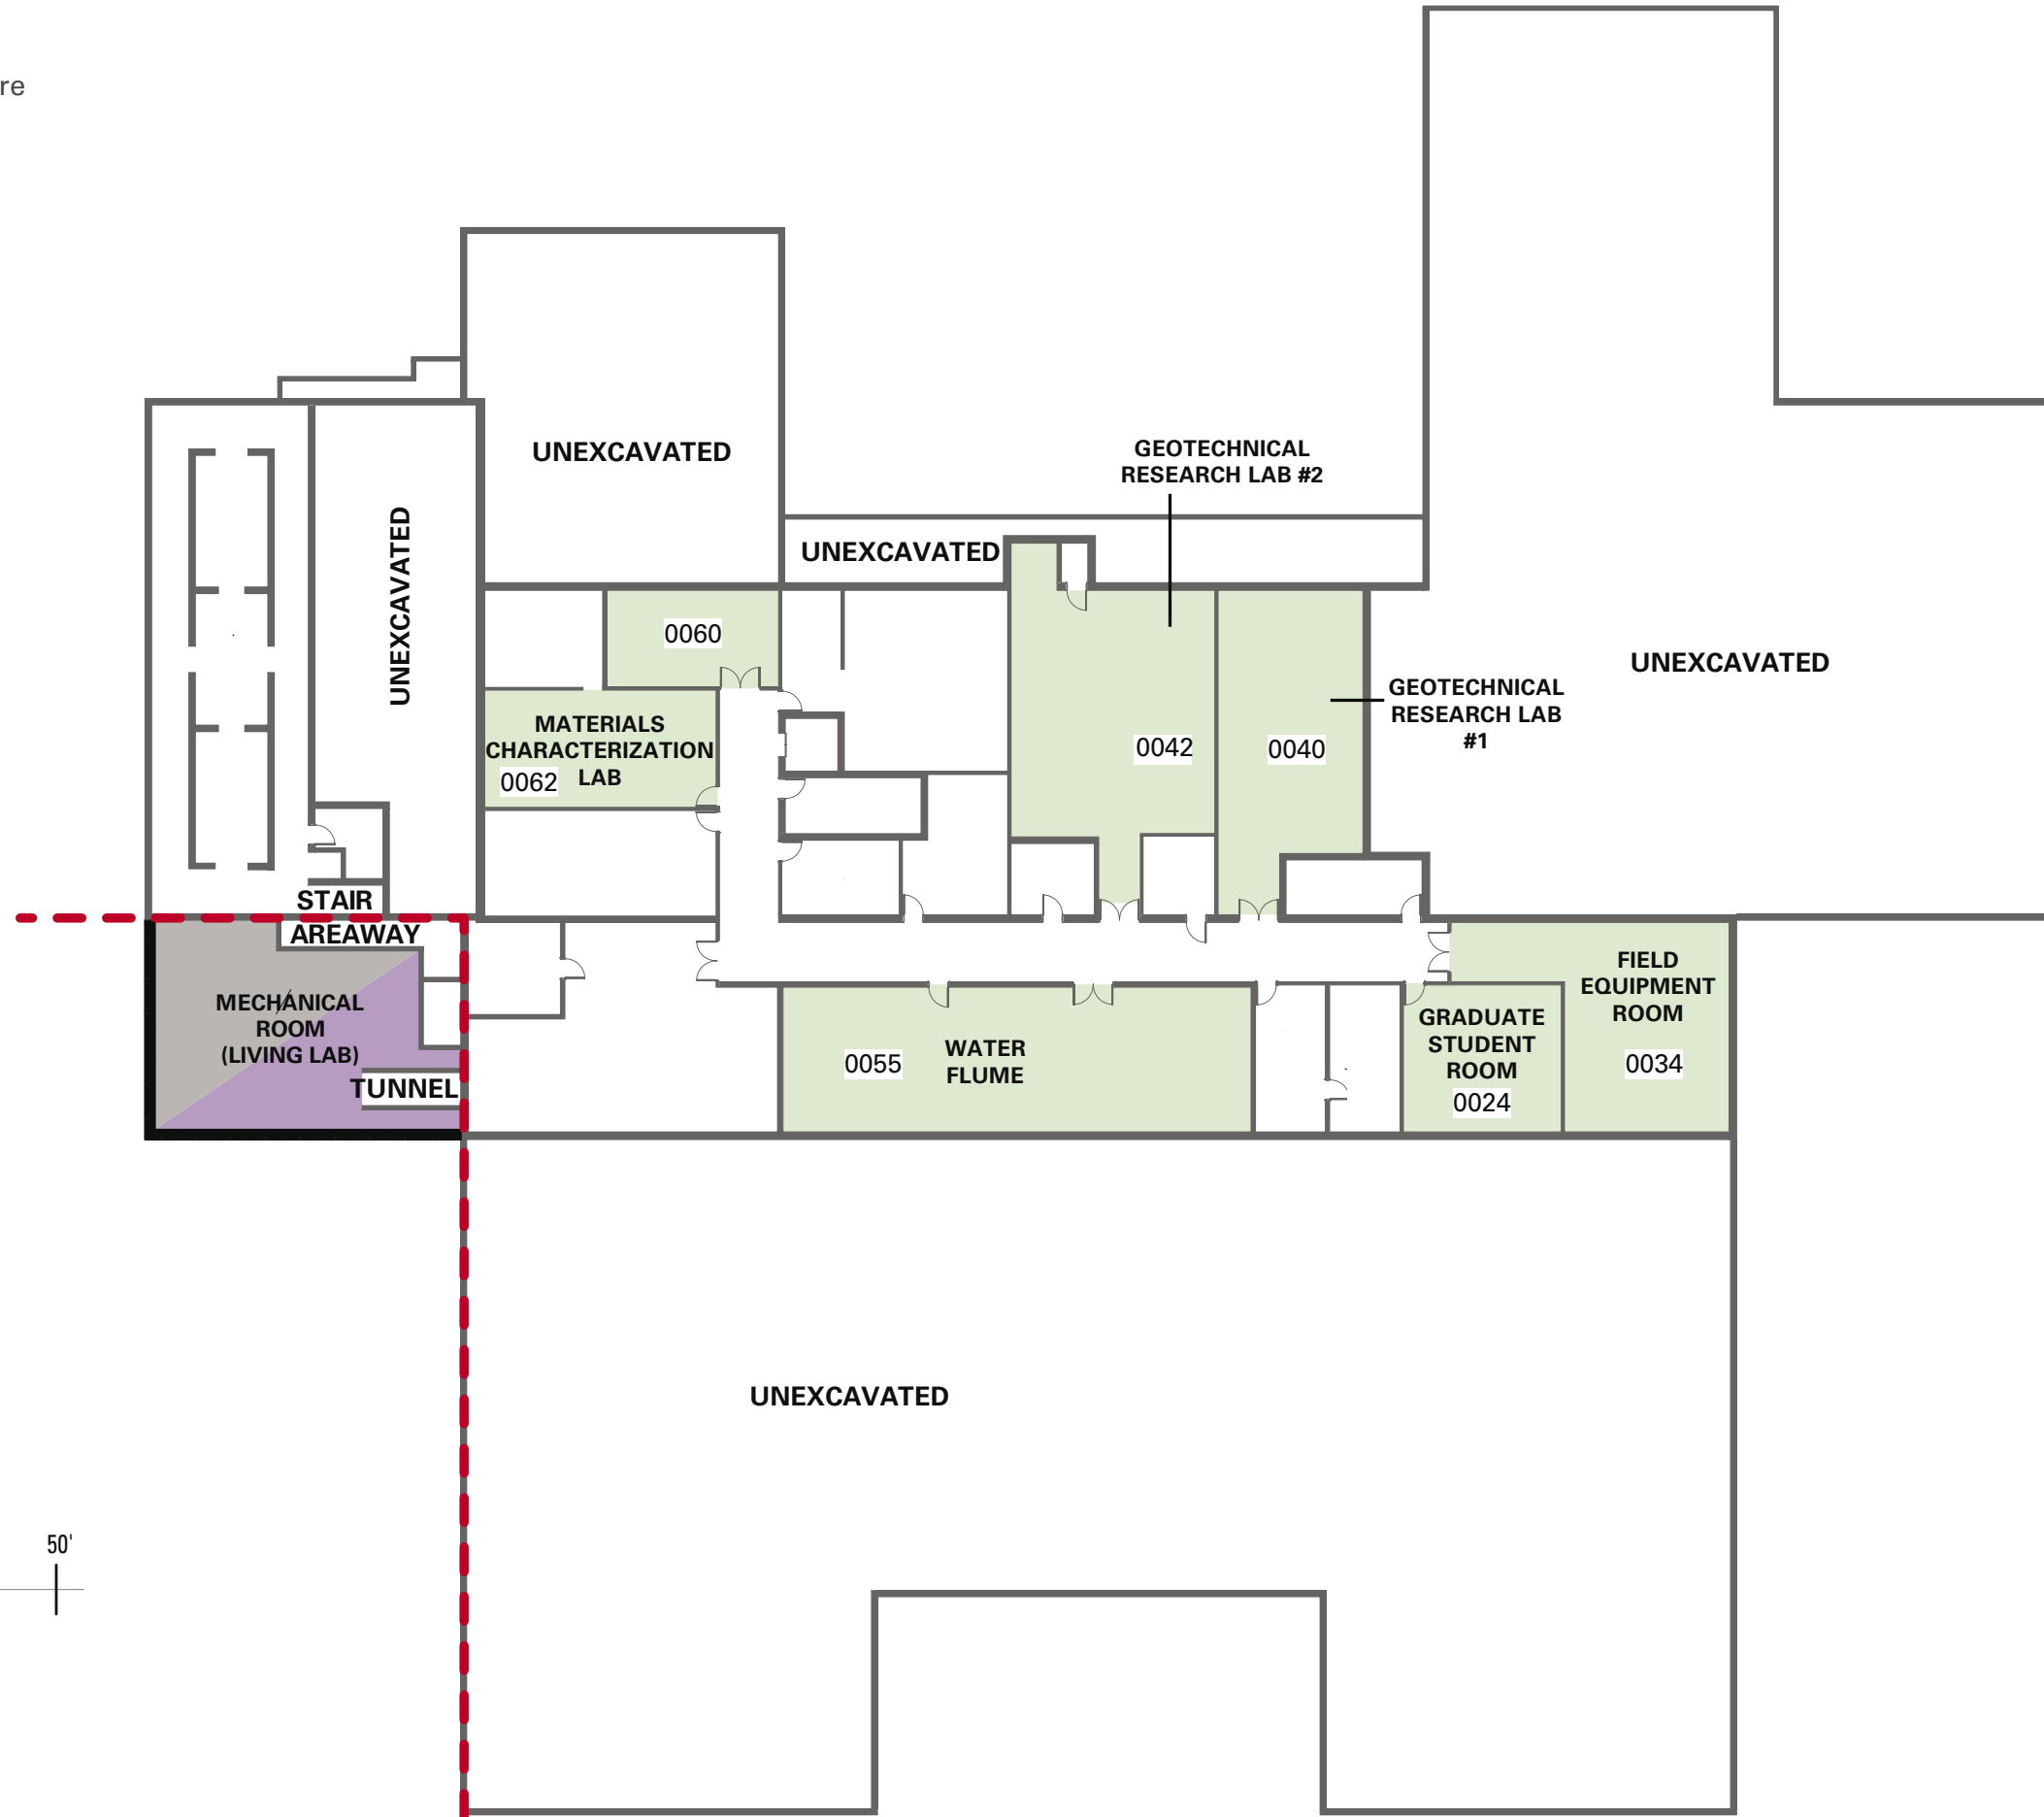 re
UNEXCAVATED
GEOTECHNICAL
RESEARCH LAB #2
UNEXCAVATED
UNEXCAVATED
0060
UNEXCAVATED
GEOTECHNICAL
RESEARCH LAB
#1
MATERIALS
CHARACTERIZATION
LAB
0062
0042
0040
STAIR
AREAWAY
MECHANICAL
ROOM
(LIVING LAB)
TUNNEL
0055
WATER
FLUME
GRADUATE
STUDENT
ROOM
0024
FIELD
EQUIPMENT
ROOM
0034
UNEXCAVATED
50'